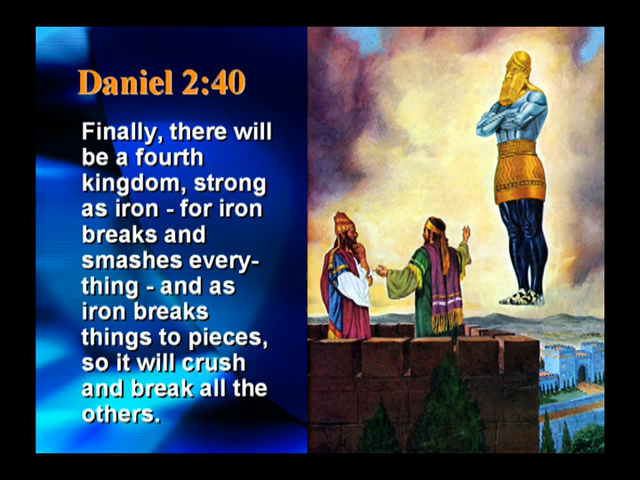 Daniel 2:40
Finally, there will
be a fourth
kingdom, strong
as iron - for iron
breaks and
smashes every-
thing - and as
iron breaks
things to pieces,
so it will crush
and break all the
others.